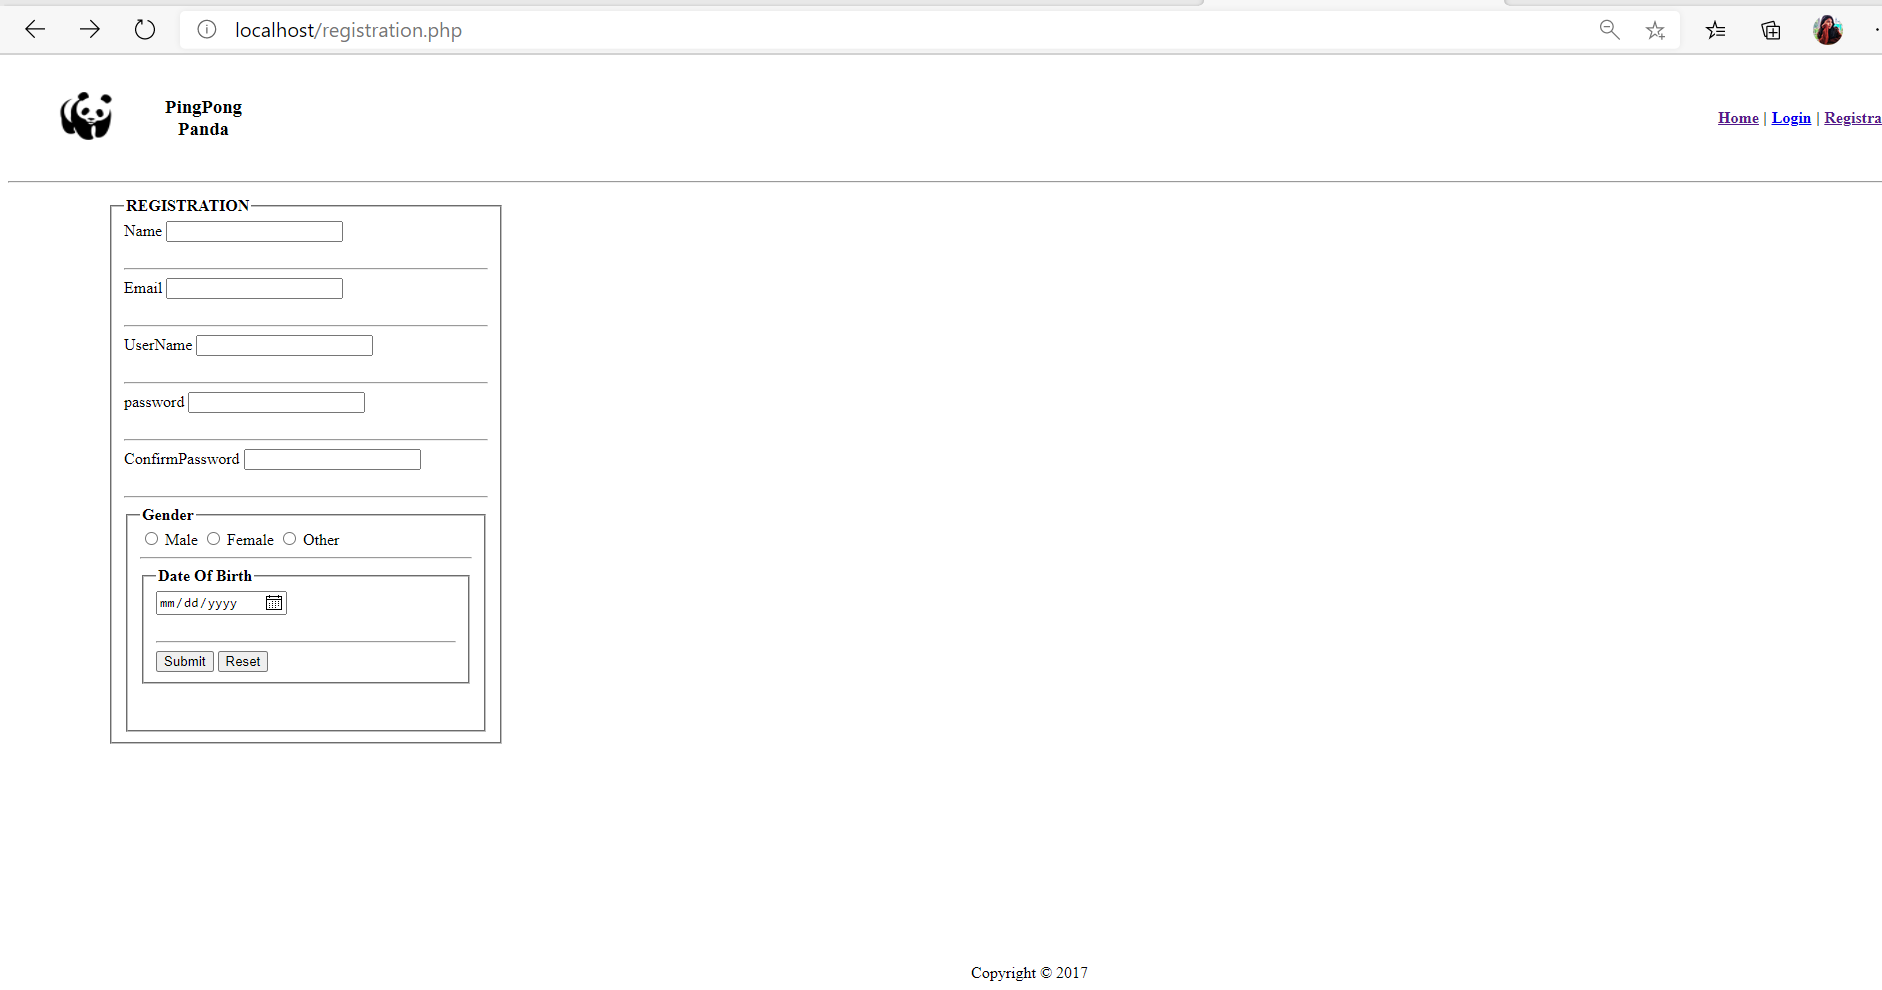 localhost/registration.php
PingPong
Panda
Home | Login | Registra
REGISTRATION
Name
Email
UserName
password
ConfirmPassword
Gender
Male Female Other
Date Of Birth
mm/dd/yyyy
Submit Reset
Copyright © 2017